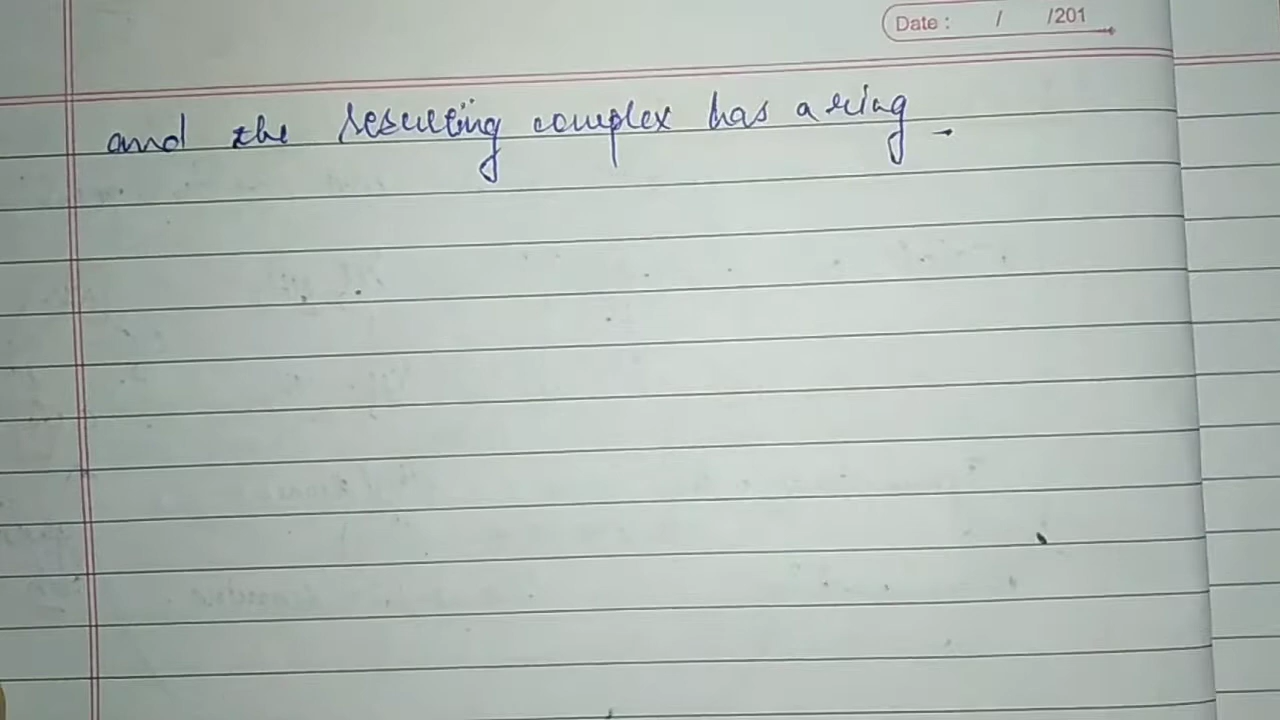 Date : / /201
and the resulting complex has a ring -